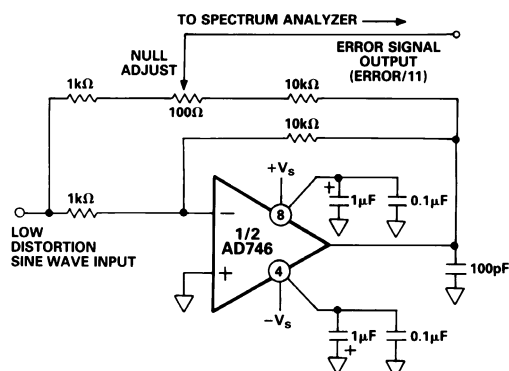 TO SPECTRUM ANALYZER
NULL
ADJUST
ERROR SIGNAL
OUTPUT
(ERROR/11)
1kΩ
100Ω
10kΩ
10kΩ
1kΩ
LOW
DISTORTION
SINE WAVE INPUT
+Vs
8
+
1µF
0.1µF
−
1/2
AD746
+
4
−Vs
100pF
1µF
+
0.1µF